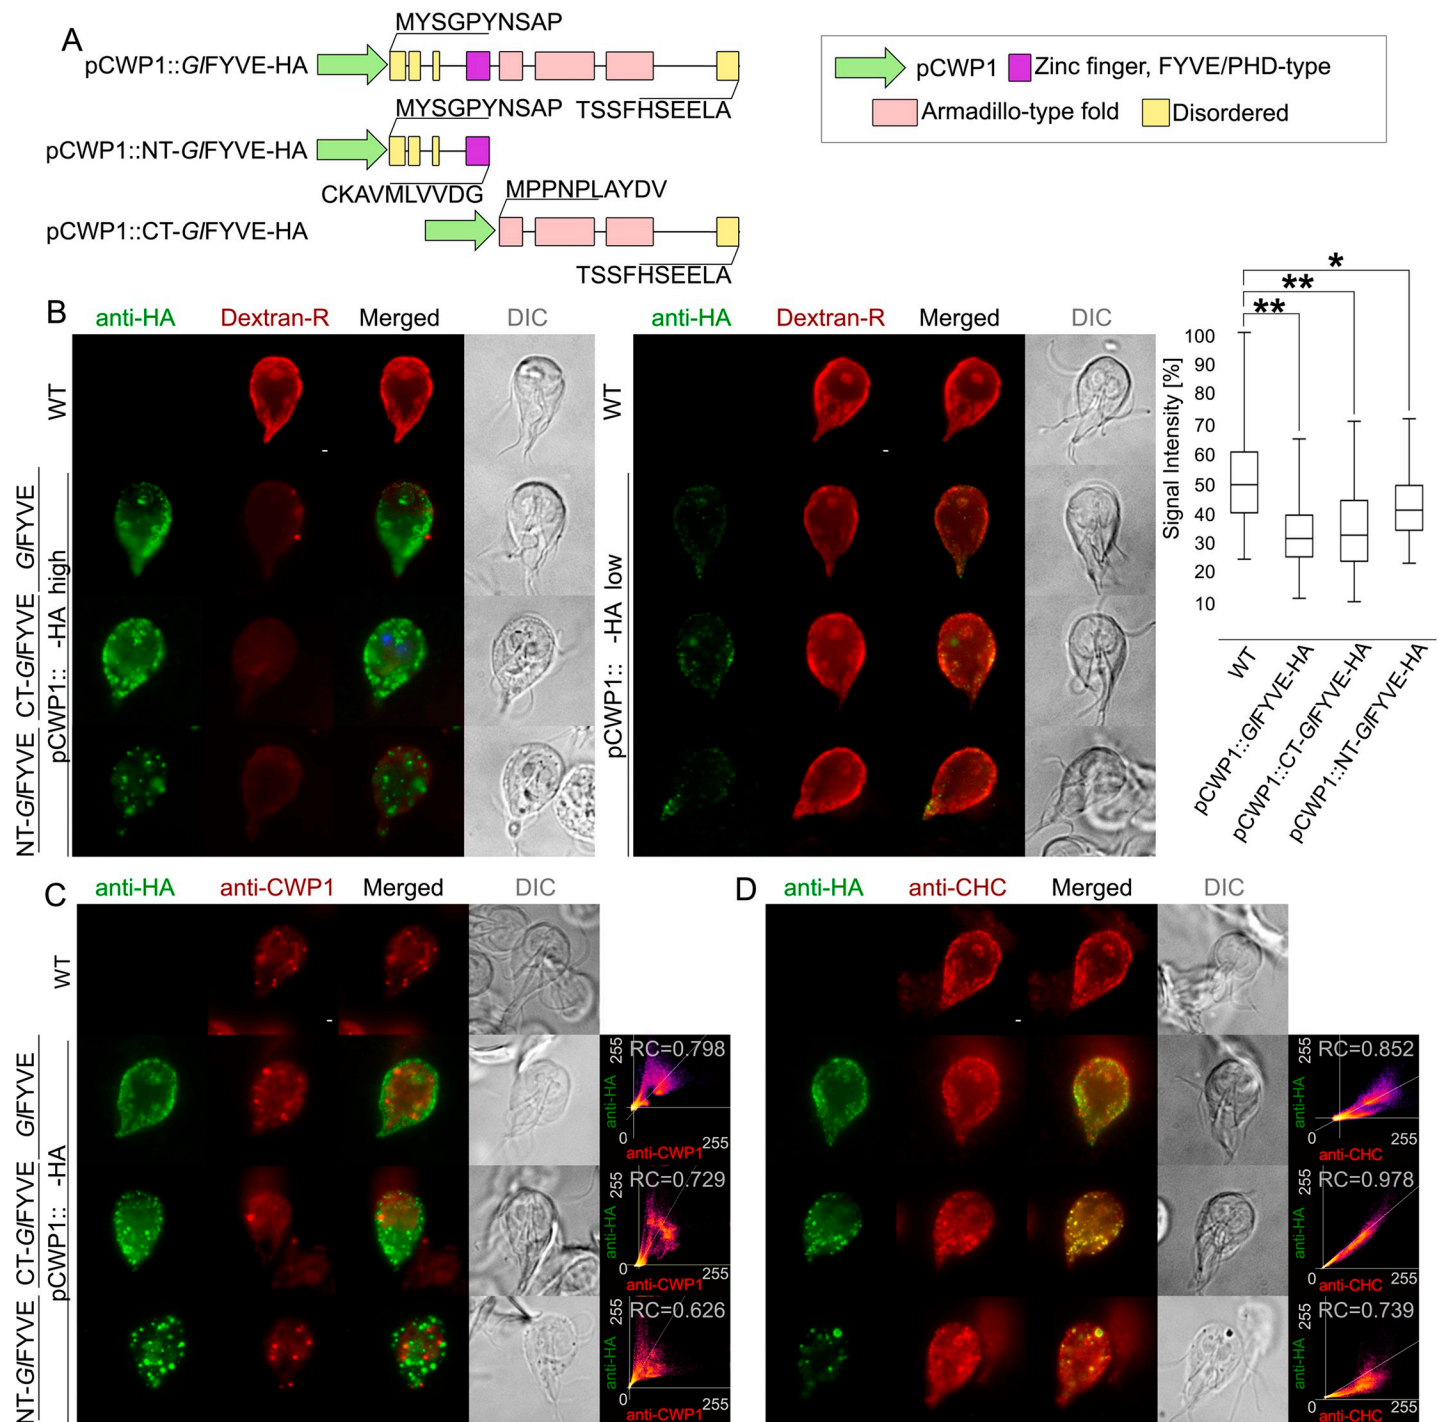 A
MYSGPYNSAP
pCWP1::GlFYVE-HA
TSSFHSEELA
MYSGPYNSAP
pCWP1::NT-GlFYVE-HA
CKAVMLVVDG
MPPNPLAYDV
pCWP1::CT-GlFYVE-HA
TSSFHSEELA
pCWP1
Zinc finger, FYVE/PHD-type
Armadillo-type fold
Disordered
B
anti-HA Dextran-R Merged DIC
WT
GlFYVE
CT-GlFYVE
NT-GlFYVE
pCWP1:: -HA high
anti-HA Dextran-R Merged DIC
WT
pCWP1:: -HA low
*
**
**
Signal Intensity [%]
100
90
80
70
60
50
40
30
20
10
WT
pCWP1::GlFYVE-HA
pCWP1::CT-GlFYVE-HA
pCWP1::NT-GlFYVE-HA
C
anti-HA anti-CWP1 Merged DIC
WT
GlFYVE
CT-GlFYVE
NT-GlFYVE
pCWP1:: -HA
RC=0.798
255
anti-HA
0
255
anti-CWP1
RC=0.729
255
anti-HA
0
255
anti-CWP1
RC=0.626
255
anti-HA
0
255
anti-CWP1
D
anti-HA anti-CHC Merged DIC
RC=0.852
255
anti-HA
0
255
anti-CHC
RC=0.978
255
anti-HA
0
255
anti-CHC
RC=0.739
255
anti-HA
0
255
anti-CHC